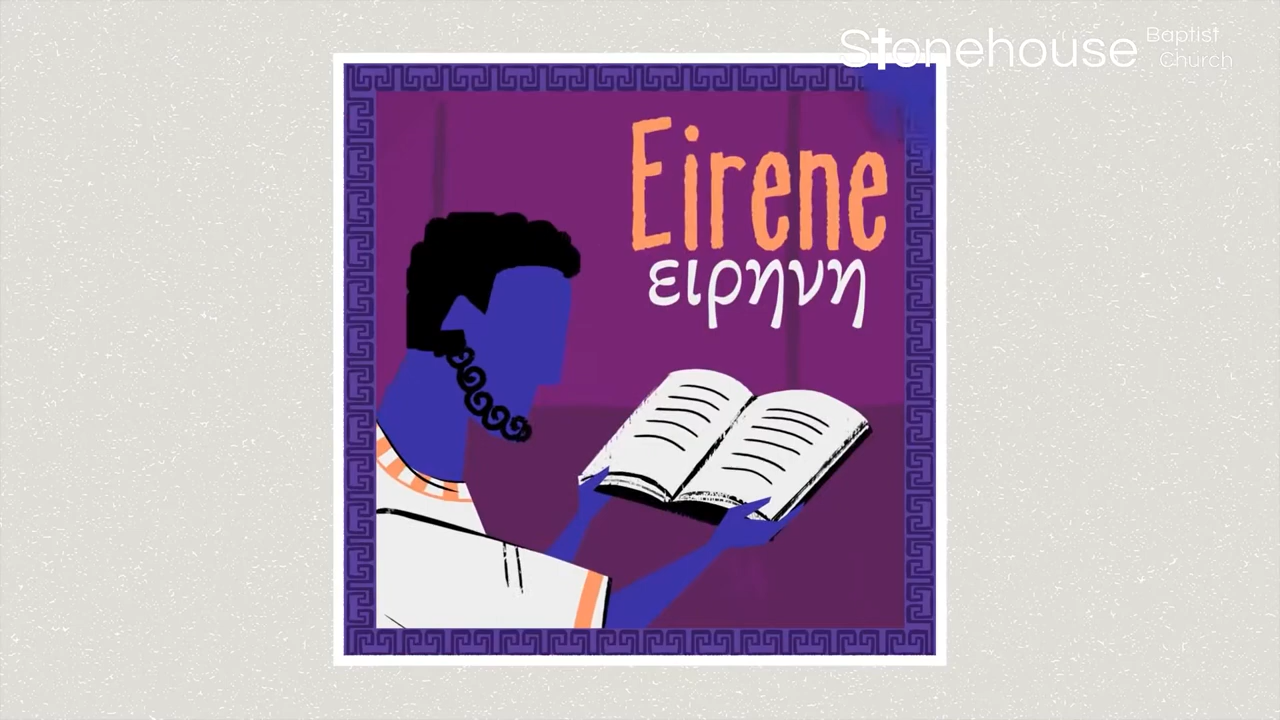 Stonehouse
Baptist
Church
Eirene
ειρηνη